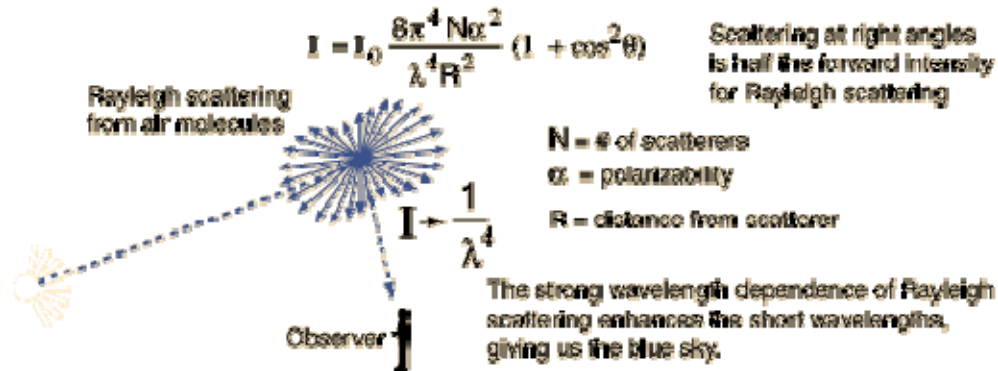 I = I₀ 8π⁴ Nα² / λ⁴R² (1 + cos²θ)
Scattering at right angles
is half the forward intensity
for Rayleigh scattering
Rayleigh scattering
from air molecules
N = # of scatterers
α = polarizability
R = distance from scatterer
I → 1 / λ⁴
The strong wavelength dependence of Rayleigh
scattering enhances the short wavelengths,
giving us the blue sky.
Observer